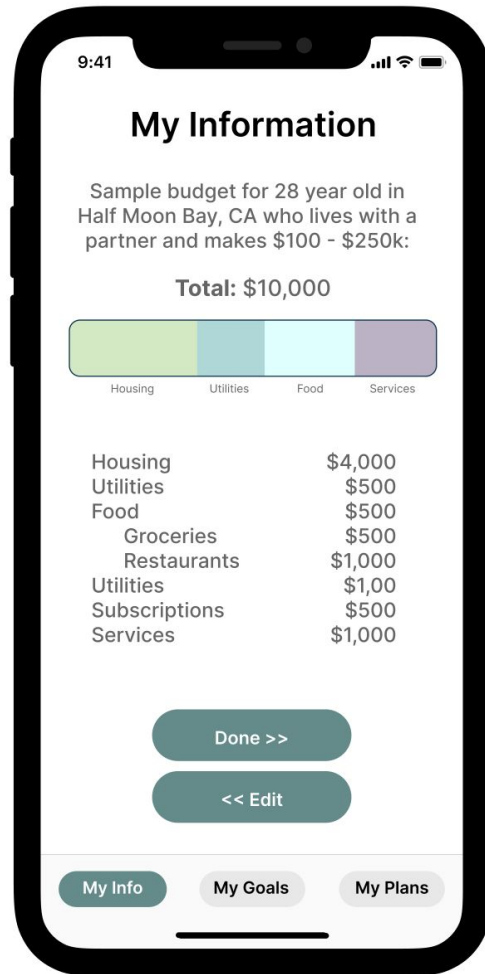 9:41
My Information
Sample budget for 28 year old in
Half Moon Bay, CA who lives with a
partner and makes $100 - $250k:
Total: $10,000
Housing Utilities Food Services
Housing $4,000
Utilities $500
Food $500
Groceries $500
Restaurants $1,000
Utilities $1,00
Subscriptions $500
Services $1,000
Done >>
<< Edit
My Info My Goals My Plans